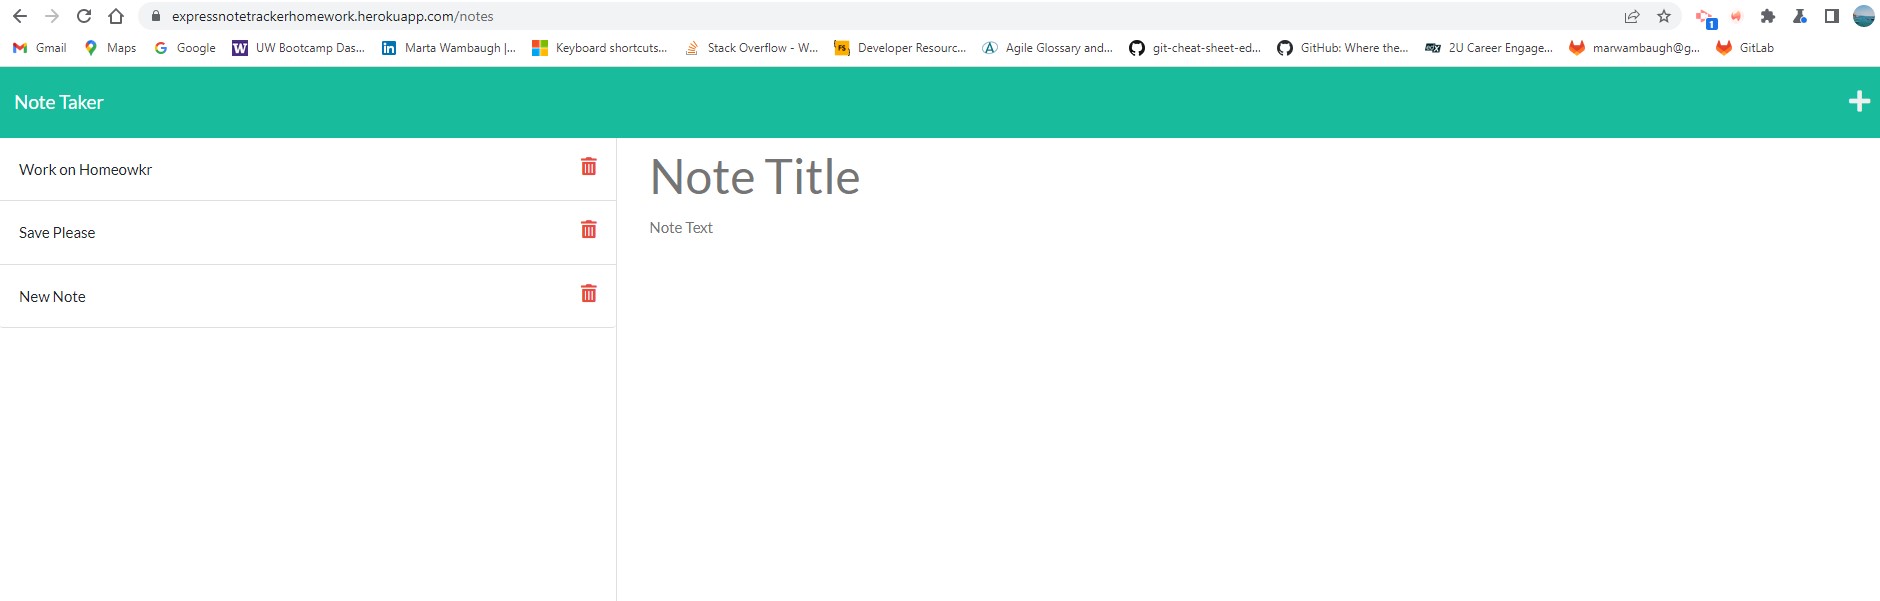 expressnotetrackerhomework.herokuapp.com/notes
1
Gmail Maps Google UW Bootcamp Das... Marta Wambaugh |... Keyboard shortcuts... Stack Overflow - W... Developer Resourc... Agile Glossary and... git-cheat-sheet-ed... GitHub: Where the... 2U Career Engage... marwambaugh@g... GitLab
Note Taker
Work on Homeowkr
Save Please
New Note
Note Title
Note Text